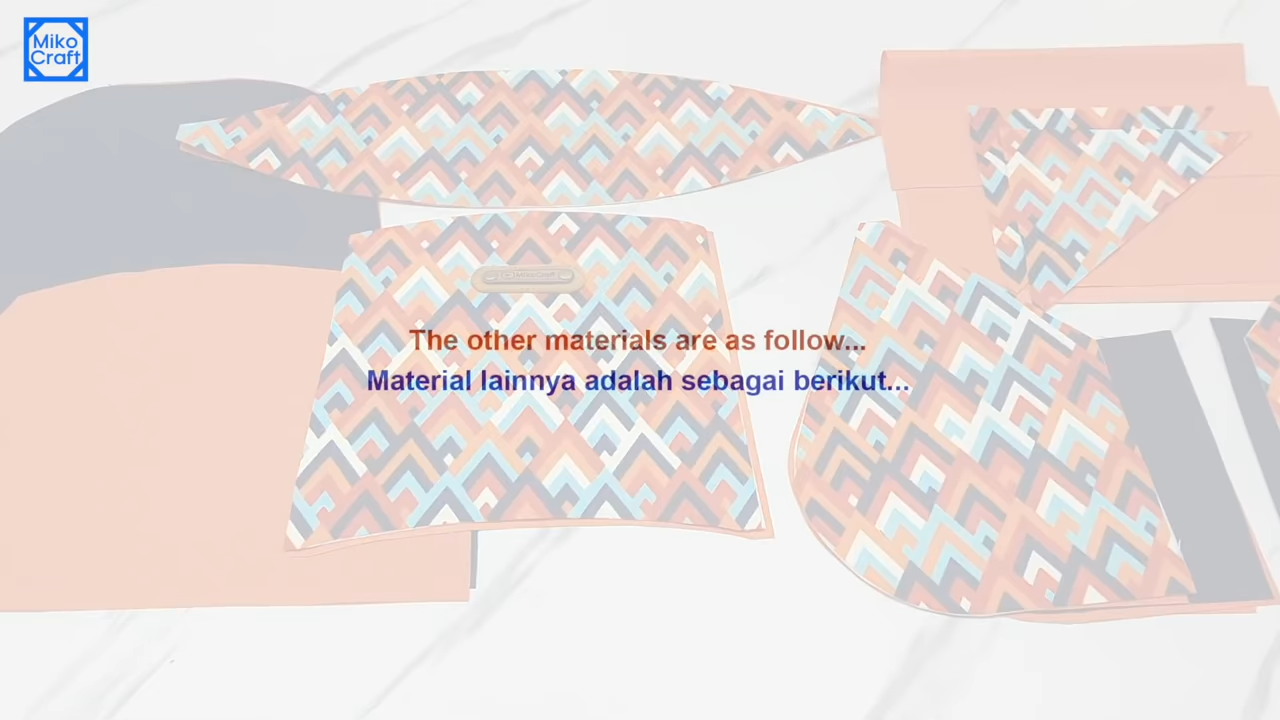 Miko
Craft
The other materials are as follow...
Material lainnya adalah sebagai berikut...